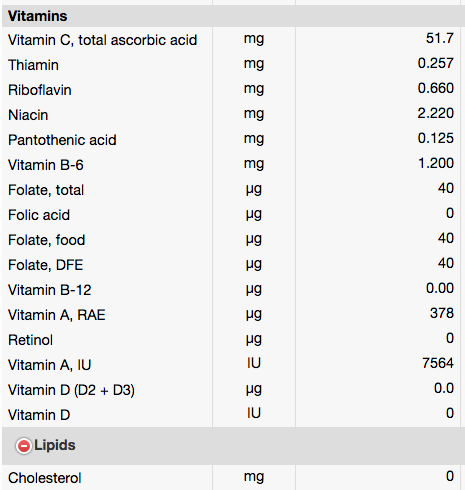 Vitamins
Vitamin C, total ascorbic acid mg 51.7
Thiamin mg 0.257
Riboflavin mg 0.660
Niacin mg 2.220
Pantothenic acid mg 0.125
Vitamin B-6 mg 1.200
Folate, total µg 40
Folic acid µg 0
Folate, food µg 40
Folate, DFE µg 40
Vitamin B-12 µg 0.00
Vitamin A, RAE µg 378
Retinol µg 0
Vitamin A, IU IU 7564
Vitamin D (D2 + D3) µg 0.0
Vitamin D IU 0
Lipids
Cholesterol mg 0